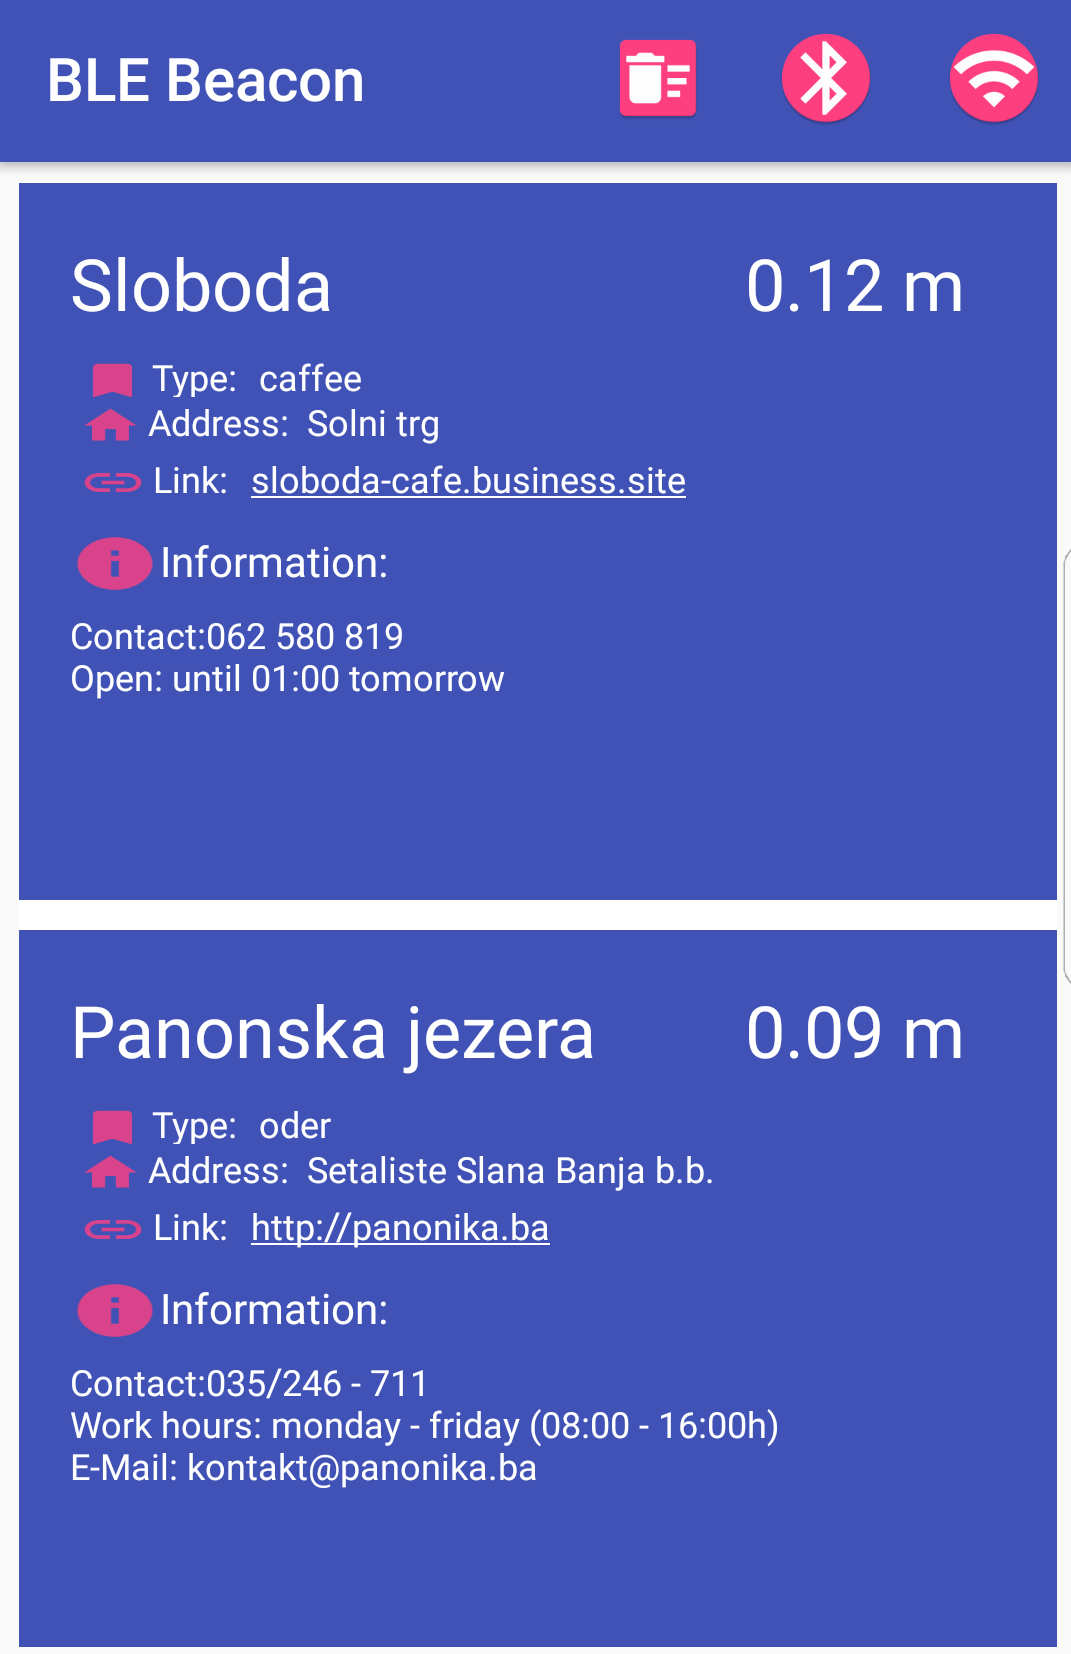 BLE Beacon
Sloboda 0.12 m
Type: caffee
Address: Solni trg
Link: sloboda-cafe.business.site
Information:
Contact:062 580 819
Open: until 01:00 tomorrow
Panonska jezera 0.09 m
Type: oder
Address: Setaliste Slana Banja b.b.
Link: http://panonika.ba
Information:
Contact:035/246 - 711
Work hours: monday - friday (08:00 - 16:00h)
E-Mail: kontakt@panonika.ba